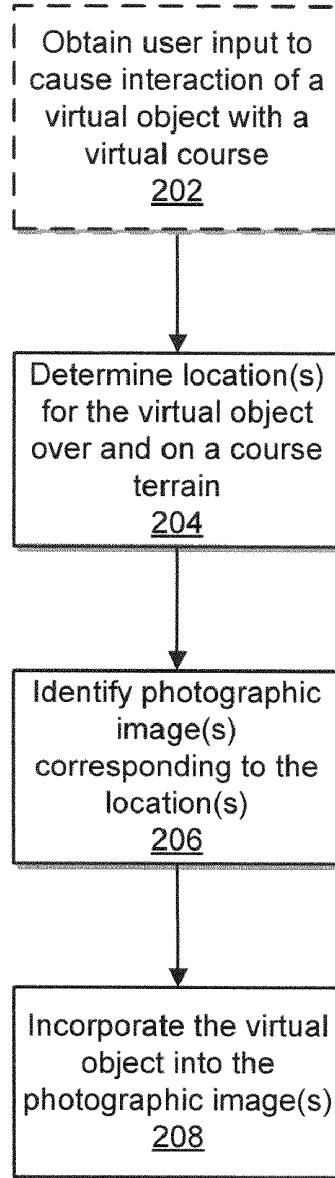 Obtain user input to
cause interaction of a
virtual object with a
virtual course
202
Determine location(s)
for the virtual object
over and on a course
terrain
204
Identify photographic
image(s)
corresponding to the
location(s)
206
Incorporate the virtual
object into the
photographic image(s)
208